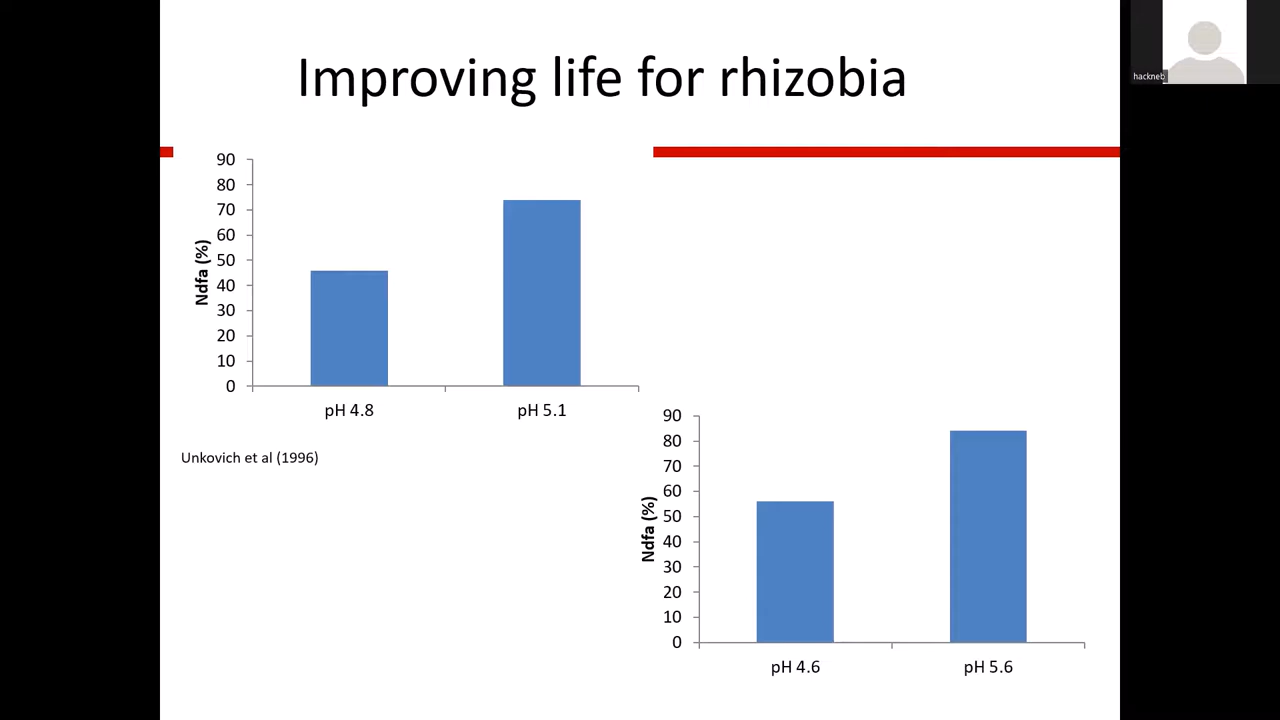 Improving life for rhizobia
hackneb
90
80
70
60
50
40
30
20
10
0
Ndfa (%)
pH 4.8 pH 5.1
Unkovich et al (1996)
90
80
70
60
50
40
30
20
10
0
Ndfa (%)
pH 4.6 pH 5.6